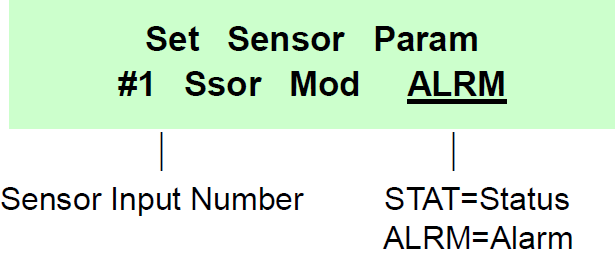 Set Sensor Param
#1 Ssor Mod ALRM
Sensor Input Number STAT=Status
ALRM=Alarm